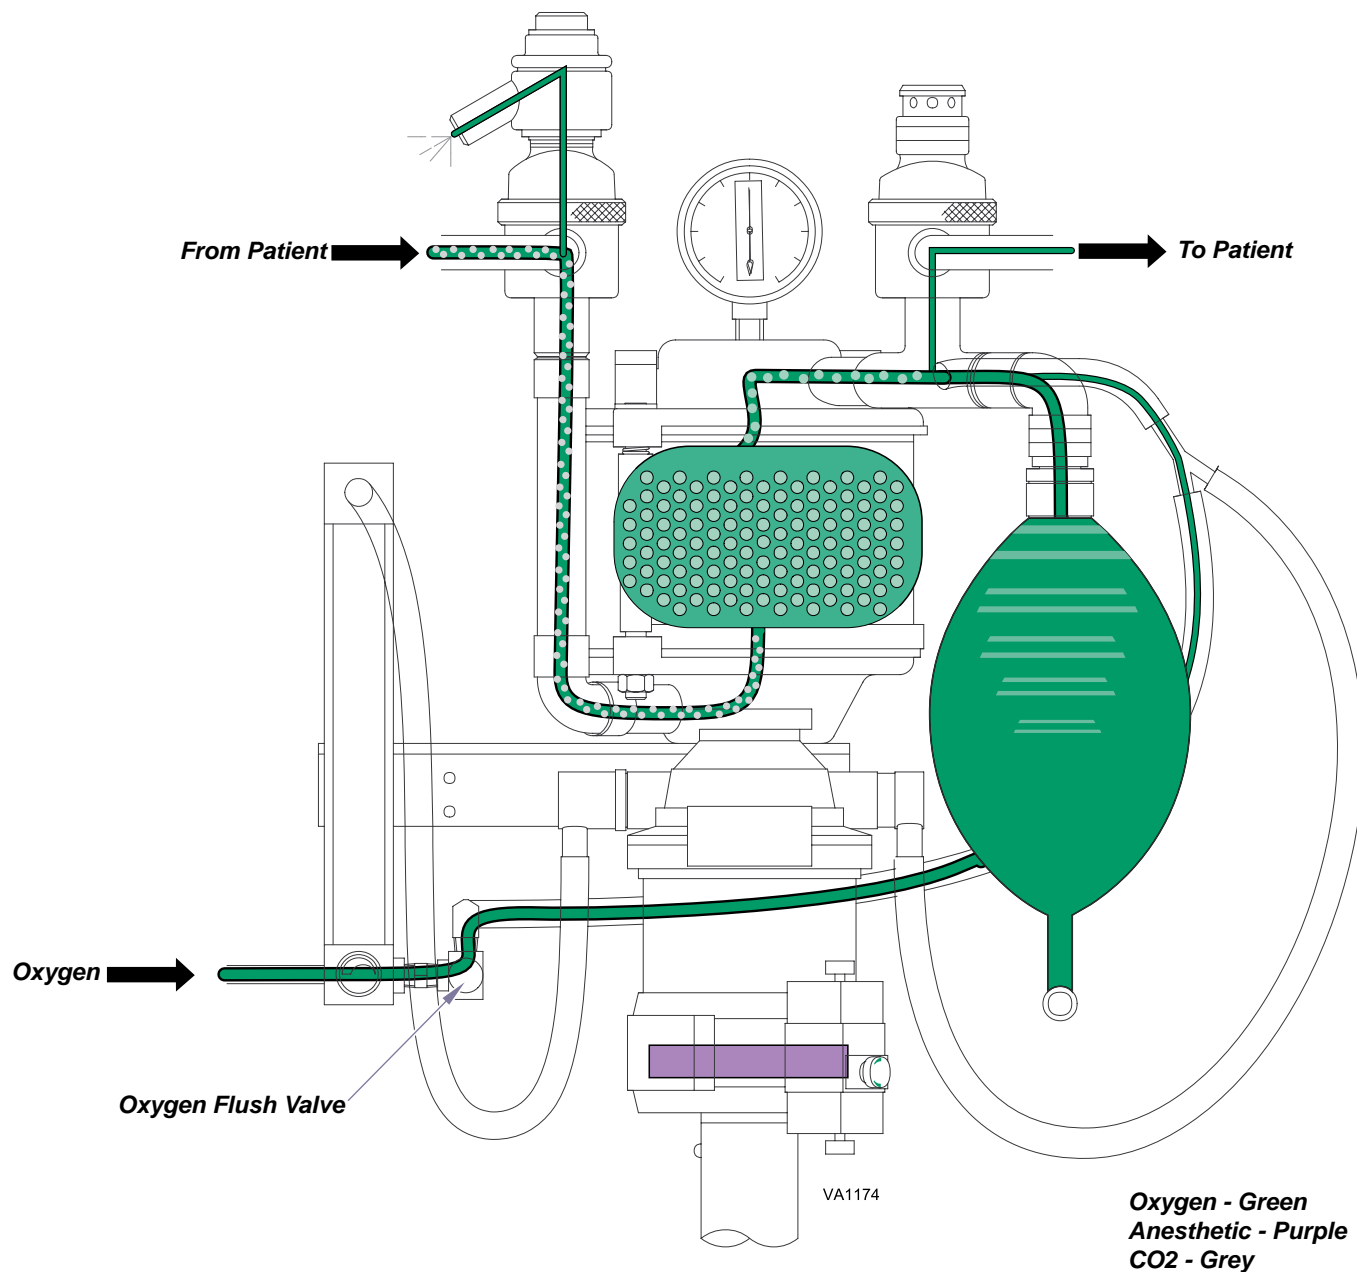 From Patient
To Patient
Oxygen
Oxygen Flush Valve
VA1174
Oxygen - Green
Anesthetic - Purple
CO2 - Grey